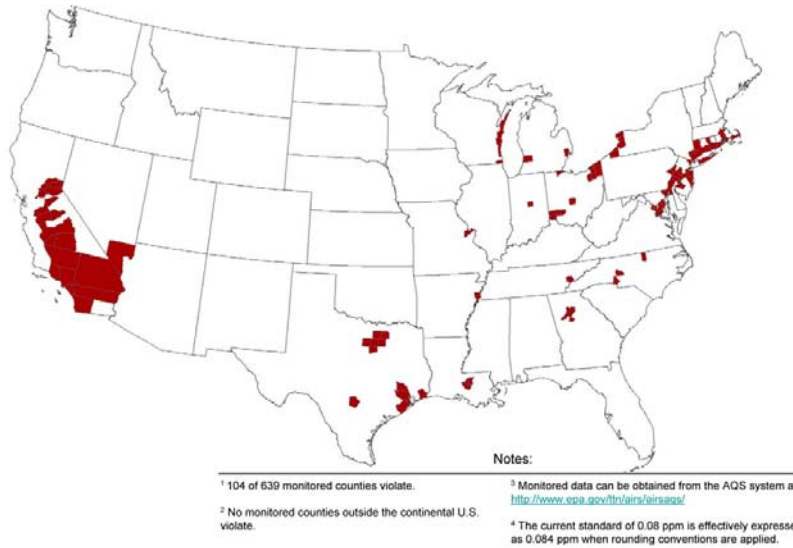 Notes:
1 104 of 639 monitored counties violate.
2 No monitored counties outside the continental U.S.
violate.
3 Monitored data can be obtained from the AQS system a
http://www.epa.gov/ttn/airs/airsaqs/
4 The current standard of 0.08 ppm is effectively expresse
as 0.084 ppm when rounding conventions are applied.